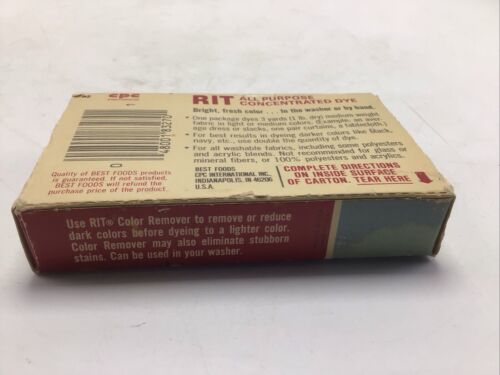 cpc
1
0
4800178370
Quality of BEST FOODS
products is guaranteed.
If not satisfied,
BEST FOODS will refund the
purchase price of the product.
RIT ALL PURPOSE
CONCENTRATED DYE
Bright, fresh color . . . in the washer or by hand.
• One package dyes 3 yards (1 lb. dry) medium weight
fabric in light or medium colors. (Example: an aver-
age dress or slacks, one pair curtains, a tablecloth.)
• For best results in dyeing darker colors like black,
navy, etc., use double the quantity of dye.
• For all washable fabrics, including some polyesters
and acrylic blends. Not recommended for glass or
mineral fibers, or 100% polyesters and acrylics.
BEST FOODS
CPC INTERNATIONAL INC.
INDIANAPOLIS, IN 46206
U.S.A.
COMPLETE DIRECTIONS
ON INSIDE SURFACE
OF CARTON. TEAR HERE.
Use RIT® Color Remover to remove or reduce
dark colors before dyeing to a lighter color.
Color Remover may also eliminate stubborn
stains. Can be used in your washer.